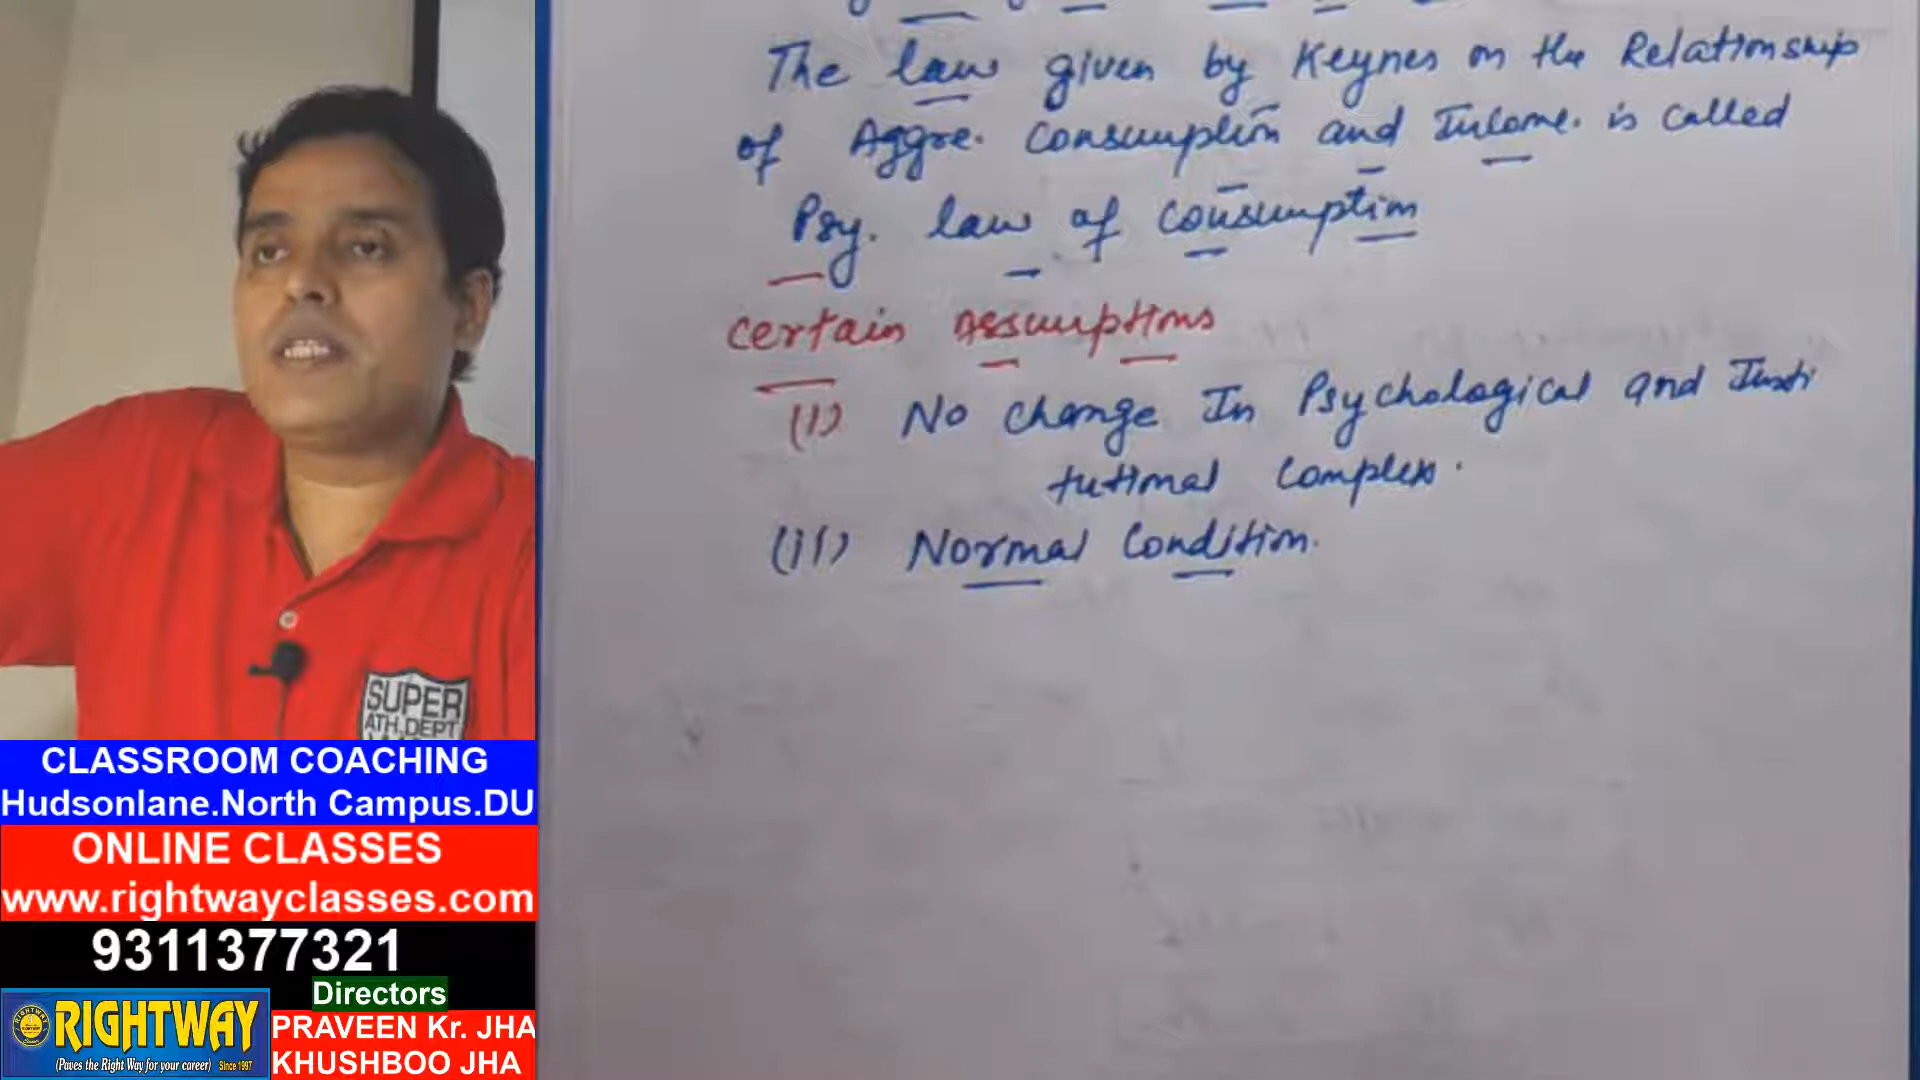 The law given by Keynes on the Relationship
of Aggre. Consumption and Income. is called
Psy. law of Consumption
Certain Assumptions
(i) No change In Psychological and Insti
tutional Complex.
(ii) Normal Condition.
SUPER
ATH. DEPT
CLASSROOM COACHING
Hudsonlane.North Campus.DU
ONLINE CLASSES
www.rightwayclasses.com
9311377321
Directors
RIGHTWAY
(Paves the Right Way for your career) Since 1997
PRAVEEN Kr. JHA
KHUSHBOO JHA